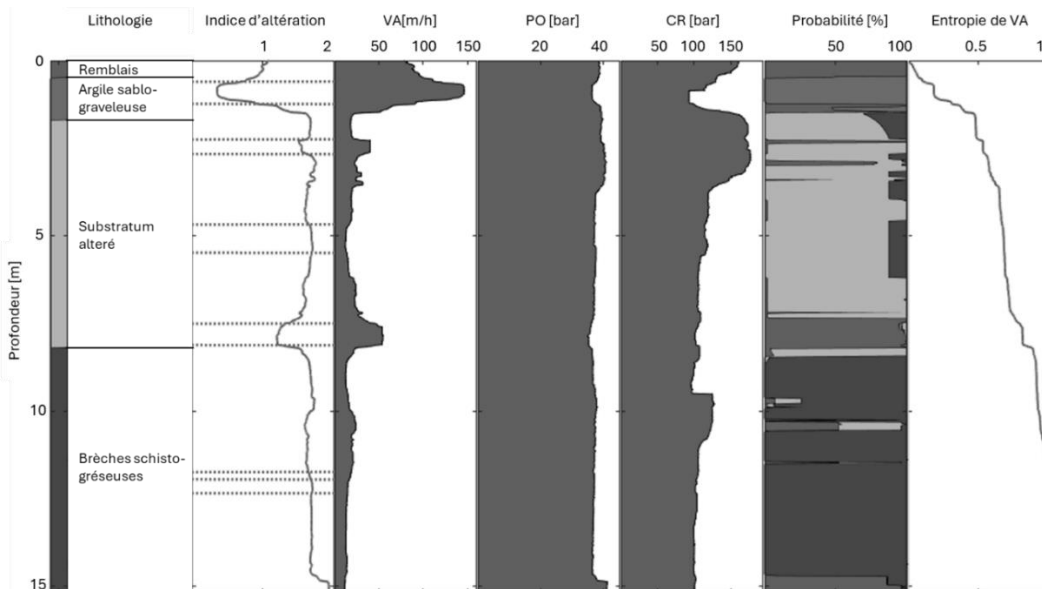 Lithologie Indice d'altération VA[m/h] PO [bar] CR [bar] Probabilité [%] Entropie de VA
1 2 50 100 150 20 40 50 100 150 50 100 0.5 1
0 Remblais
Argile sablo-
graveleuse
Substratum
alteré
5
Profondeur [m]
10
Brèches schisto-
gréseuses
15